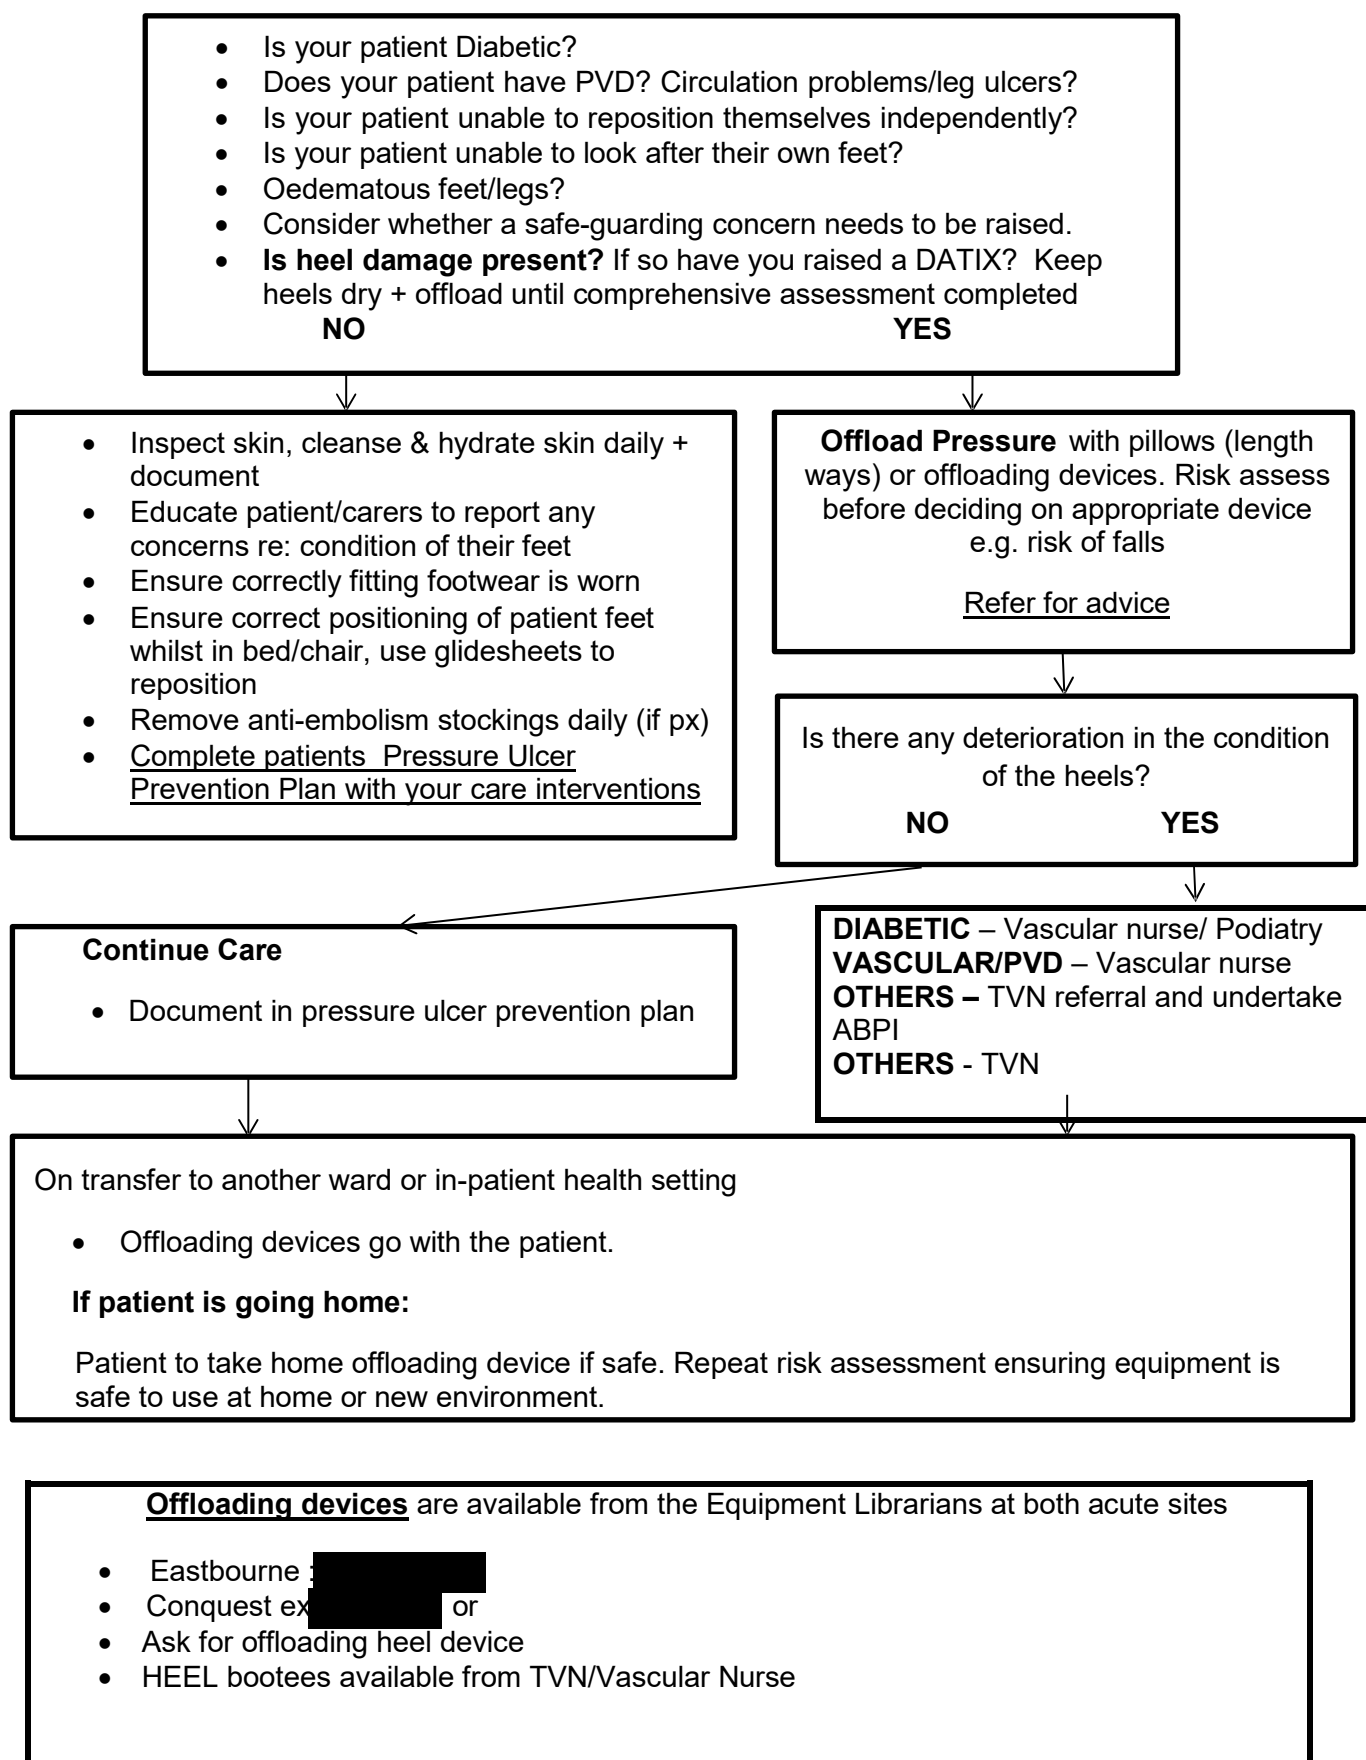 • Is your patient Diabetic?
• Does your patient have PVD? Circulation problems/leg ulcers?
• Is your patient unable to reposition themselves independently?
• Is your patient unable to look after their own feet?
• Oedematous feet/legs?
• Consider whether a safe-guarding concern needs to be raised.
• Is heel damage present? If so have you raised a DATIX? Keep
heels dry + offload until comprehensive assessment completed
NO YES
• Inspect skin, cleanse & hydrate skin daily +
document
• Educate patient/carers to report any
concerns re: condition of their feet
• Ensure correctly fitting footwear is worn
• Ensure correct positioning of patient feet
whilst in bed/chair, use glidesheets to
reposition
• Remove anti-embolism stockings daily (if px)
• Complete patients Pressure Ulcer
Prevention Plan with your care interventions
Offload Pressure with pillows (length
ways) or offloading devices. Risk assess
before deciding on appropriate device
e.g. risk of falls
Refer for advice
Is there any deterioration in the condition
of the heels?
NO YES
Continue Care
• Document in pressure ulcer prevention plan
DIABETIC – Vascular nurse/ Podiatry
VASCULAR/PVD – Vascular nurse
OTHERS – TVN referral and undertake
ABPI
OTHERS - TVN
On transfer to another ward or in-patient health setting
• Offloading devices go with the patient.
If patient is going home:
Patient to take home offloading device if safe. Repeat risk assessment ensuring equipment is
safe to use at home or new environment.
Offloading devices are available from the Equipment Librarians at both acute sites
• Eastbourne :
• Conquest ex or
• Ask for offloading heel device
• HEEL bootees available from TVN/Vascular Nurse